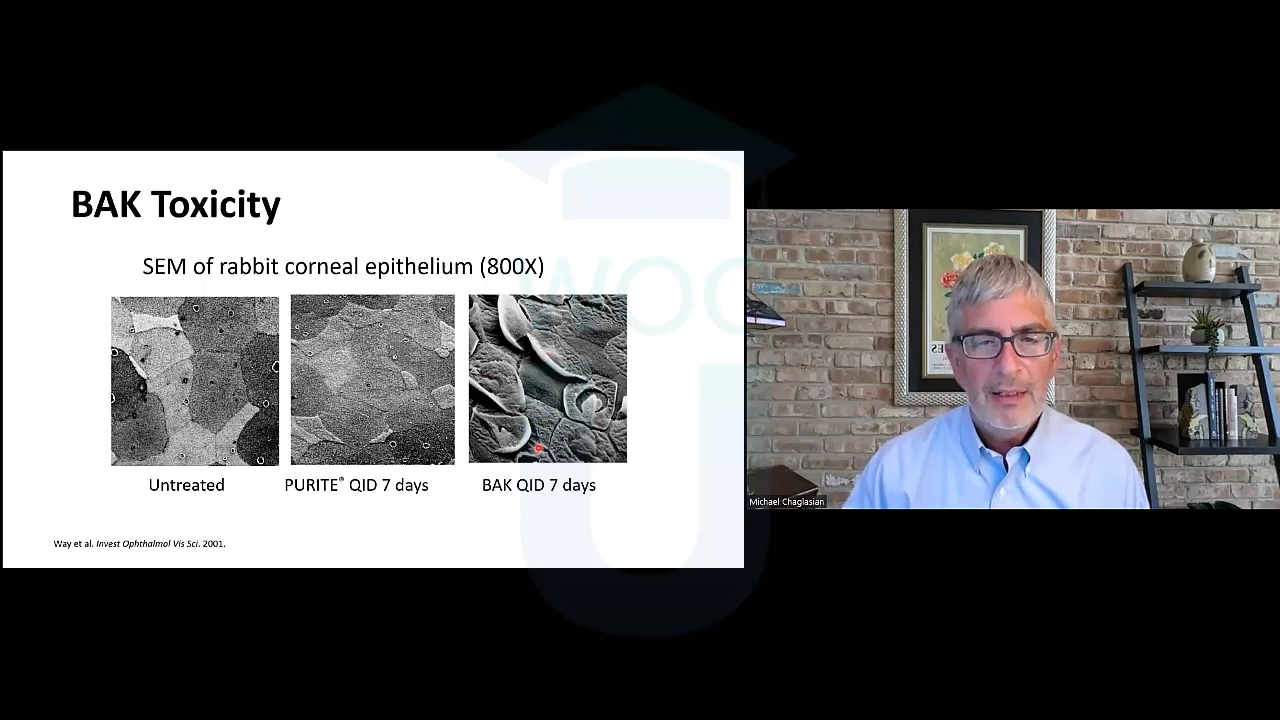 BAK Toxicity
SEM of rabbit corneal epithelium (800X)
Untreated
PURITE® QID 7 days
BAK QID 7 days
Way et al. Invest Ophthalmol Vis Sci. 2001.
WOC
U
Michael Chaglasian